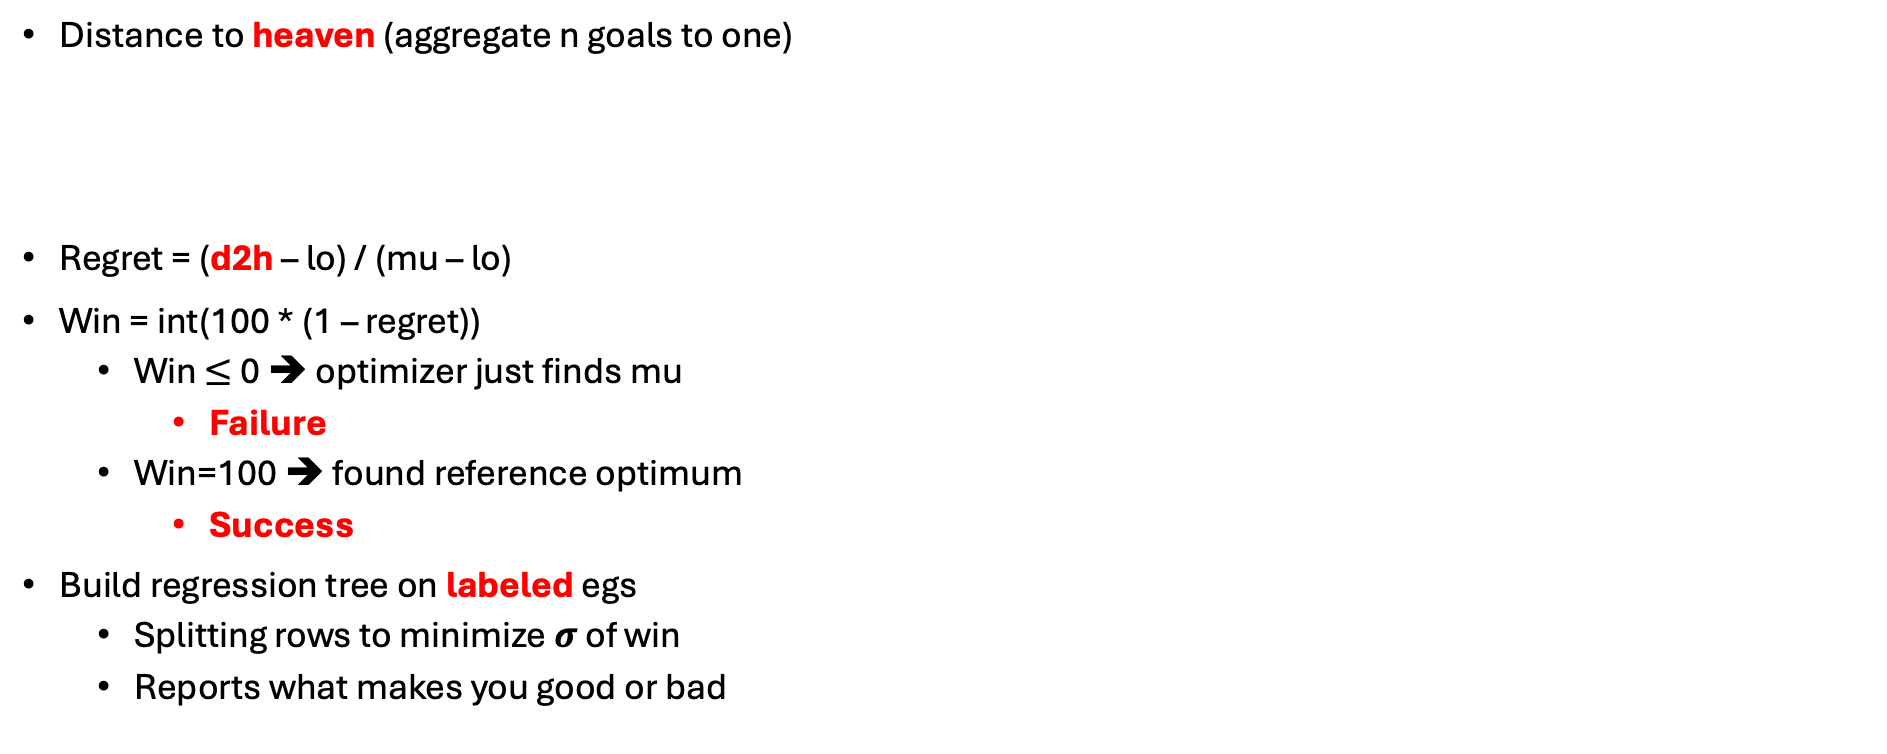 • Distance to heaven (aggregate n goals to one)
• Regret = (d2h – lo) / (mu – lo)
• Win = int(100 * (1 – regret))
• Win ≤ 0 🡺 optimizer just finds mu
• Failure
• Win=100 🡺 found reference optimum
• Success
• Build regression tree on labeled egs
• Splitting rows to minimize 𝝈 of win
• Reports what makes you good or bad